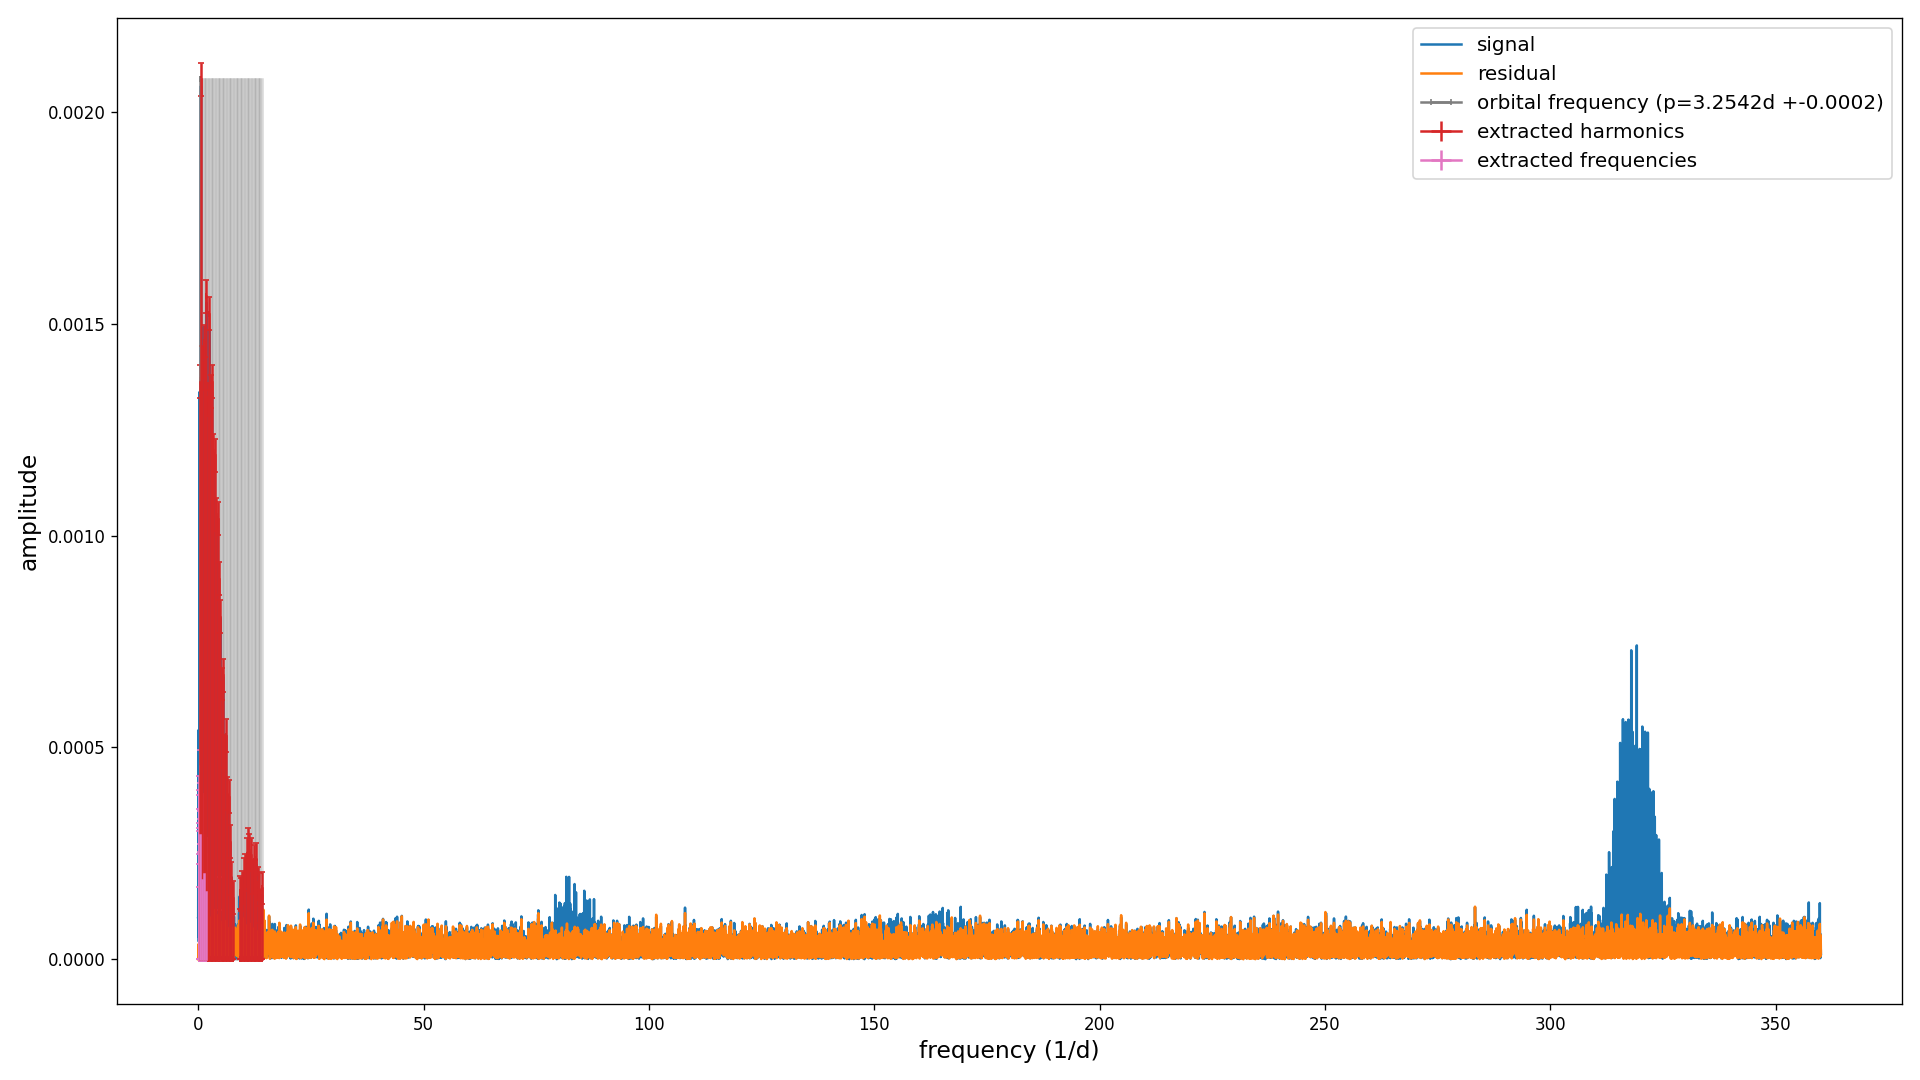 signal
residual
orbital frequency (p=3.2542d +-0.0002)
extracted harmonics
extracted frequencies
amplitude
0.0020
0.0015
0.0010
0.0005
0.0000
0 50 100 150 200 250 300 350
frequency (1/d)